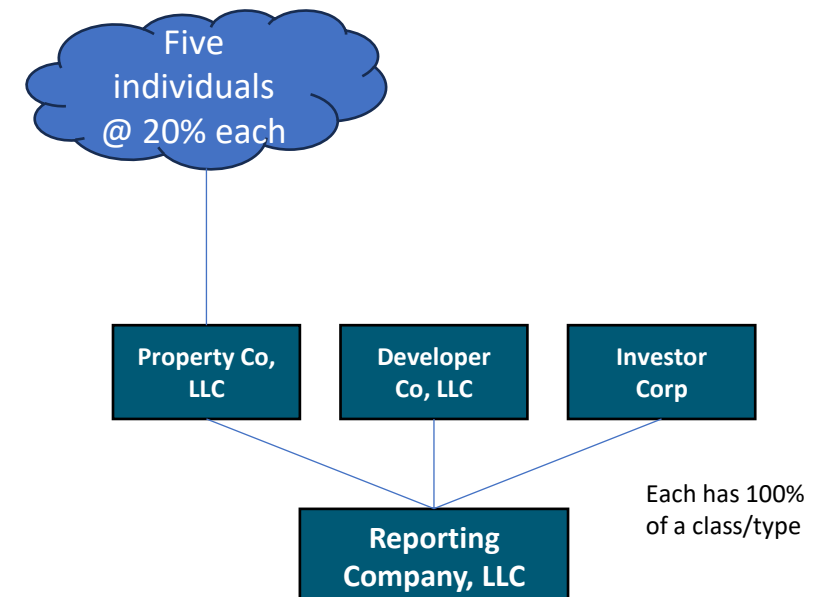 Five
individuals
@ 20% each
Property Co,
LLC
Developer
Co, LLC
Investor
Corp
Each has 100%
of a class/type
Reporting
Company, LLC